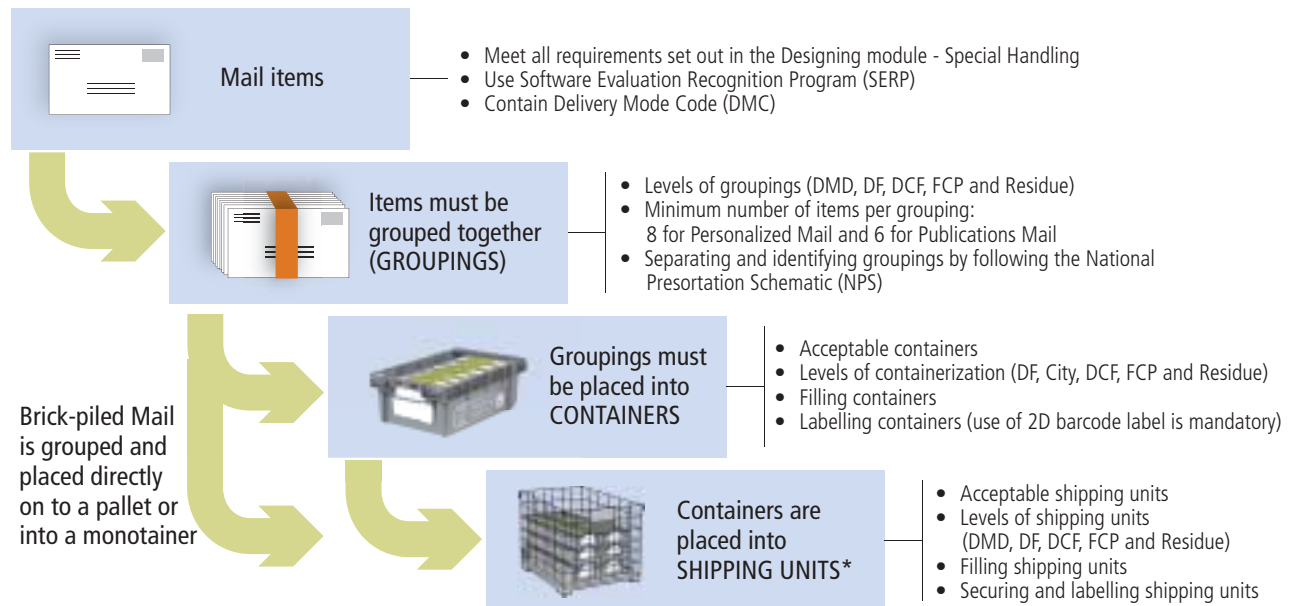 Mail items
• Meet all requirements set out in the Designing module - Special Handling
• Use Software Evaluation Recognition Program (SERP)
• Contain Delivery Mode Code (DMC)
Items must be
grouped together
(GROUPINGS)
• Levels of groupings (DMD, DF, DCF, FCP and Residue)
• Minimum number of items per grouping:
8 for Personalized Mail and 6 for Publications Mail
• Separating and identifying groupings by following the National
Presortation Schematic (NPS)
Groupings must
be placed into
CONTAINERS
• Acceptable containers
• Levels of containerization (DF, City, DCF, FCP and Residue)
• Filling containers
• Labelling containers (use of 2D barcode label is mandatory)
Brick-piled Mail
is grouped and
placed directly
on to a pallet or
into a monotainer
Containers are
placed into
SHIPPING UNITS*
• Acceptable shipping units
• Levels of shipping units
(DMD, DF, DCF, FCP and Residue)
• Filling shipping units
• Securing and labelling shipping units